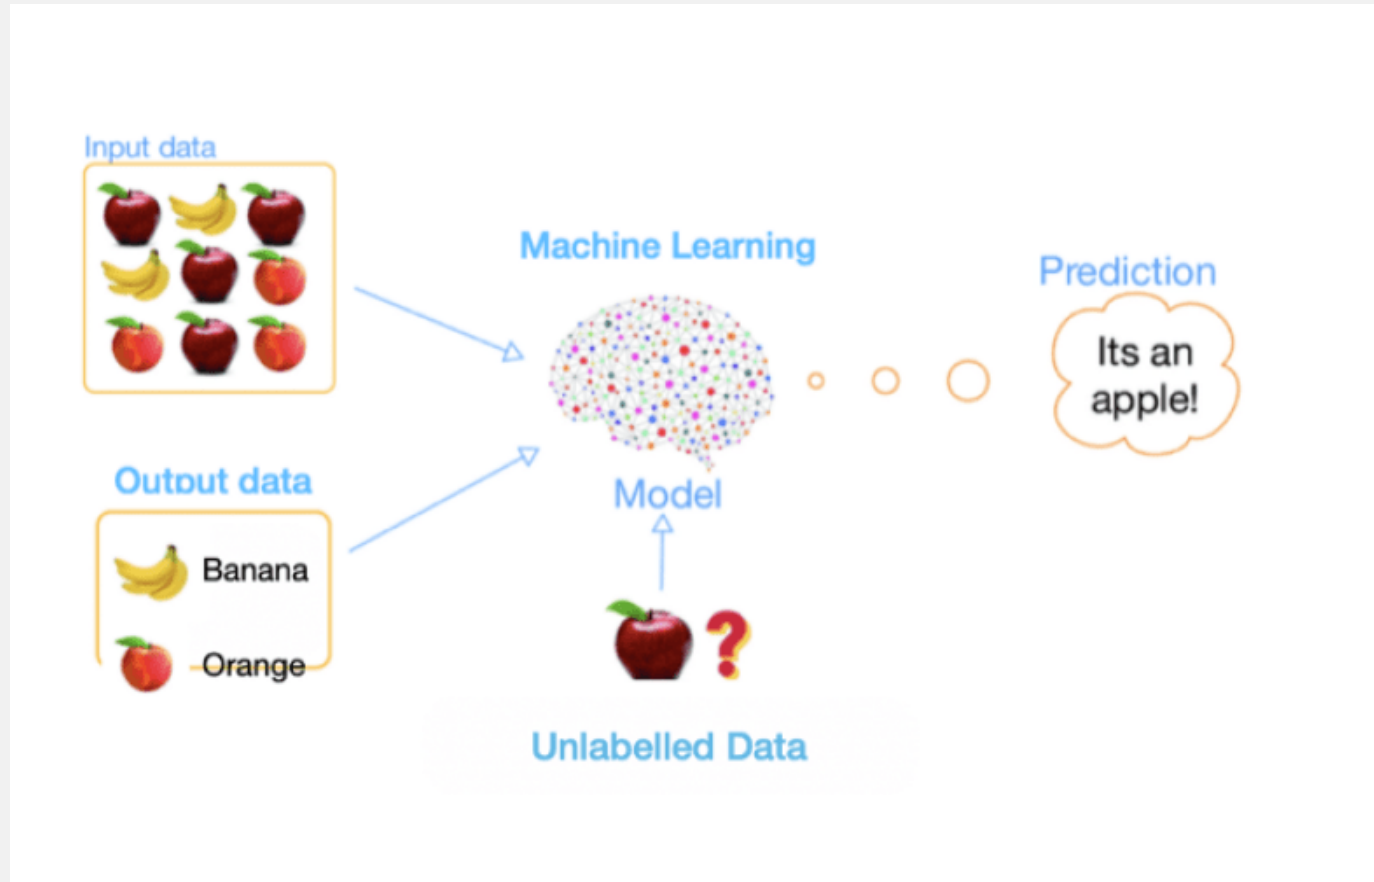 Input data
Machine Learning
Prediction
Its an
apple!
Output data
Model
Banana
Orange
?
Unlabelled Data